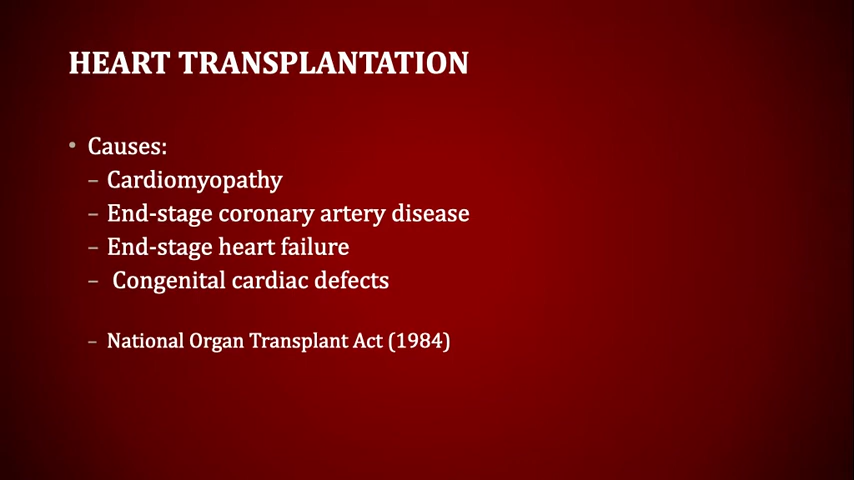 HEART TRANSPLANTATION
• Causes:
– Cardiomyopathy
– End-stage coronary artery disease
– End-stage heart failure
– Congenital cardiac defects
– National Organ Transplant Act (1984)